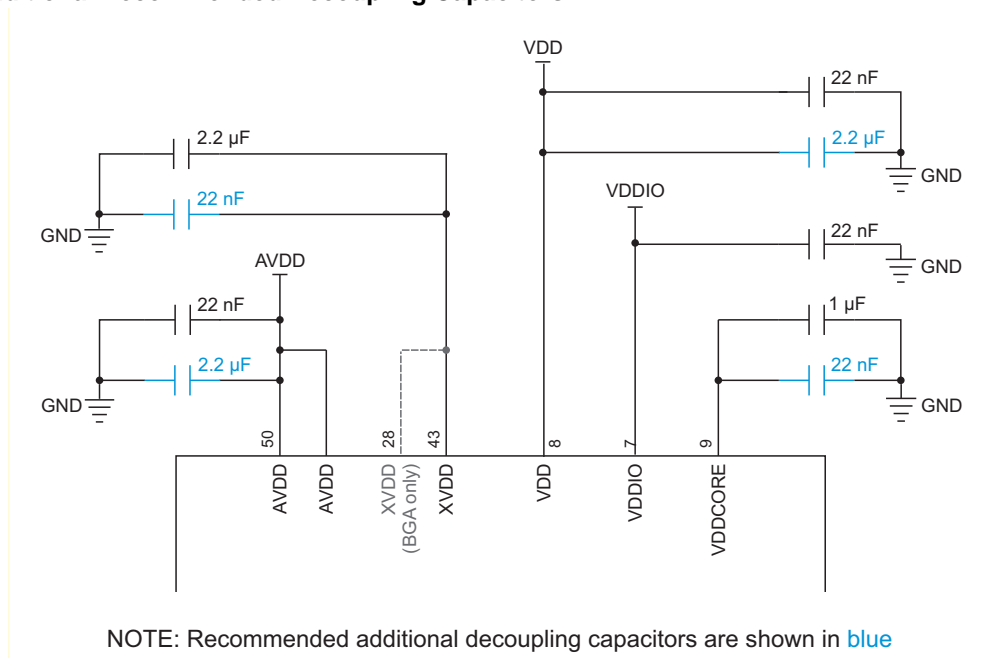 VDD
22 nF
2.2 µF
GND
2.2 µF
22 nF
GND
VDDIO
22 nF
GND
AVDD
22 nF
2.2 µF
GND
1 µF
22 nF
GND
50
28
43
8
7
9
AVDD
AVDD
XVDD
(BGA only)
XVDD
VDD
VDDIO
VDDCORE
NOTE: Recommended additional decoupling capacitors are shown in blue